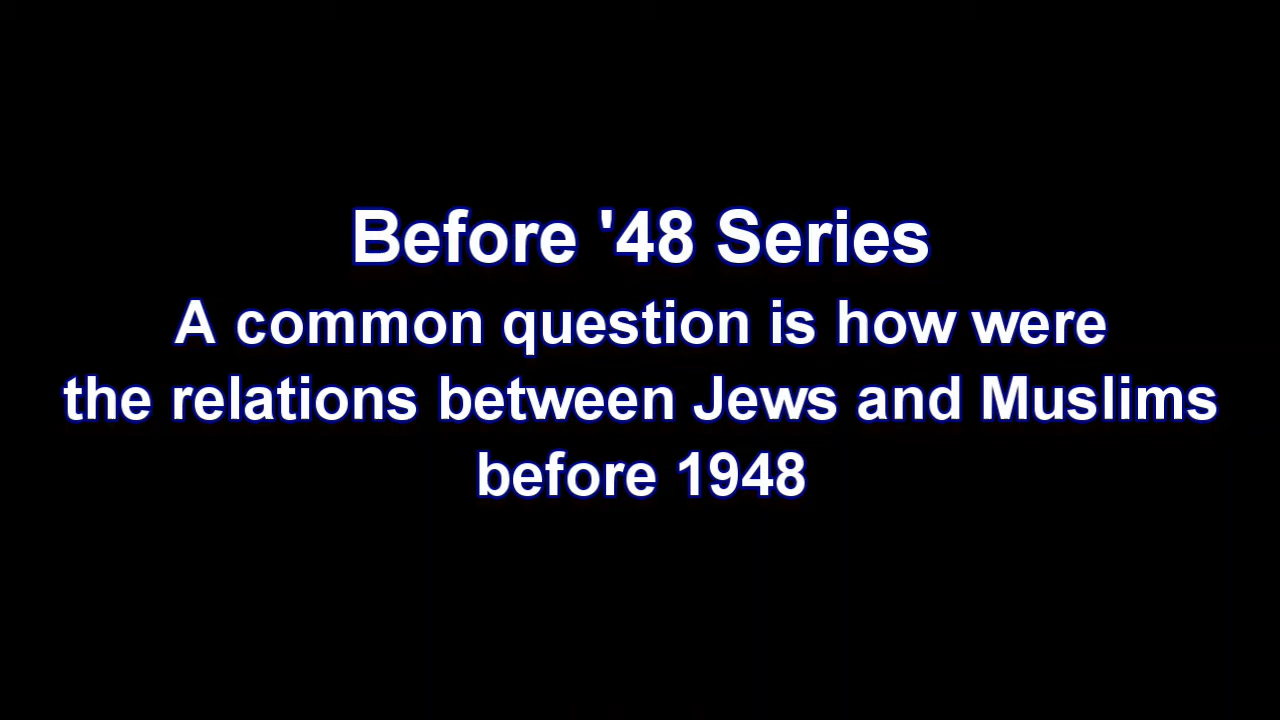 Before '48 Series
A common question is how were
the relations between Jews and Muslims
before 1948